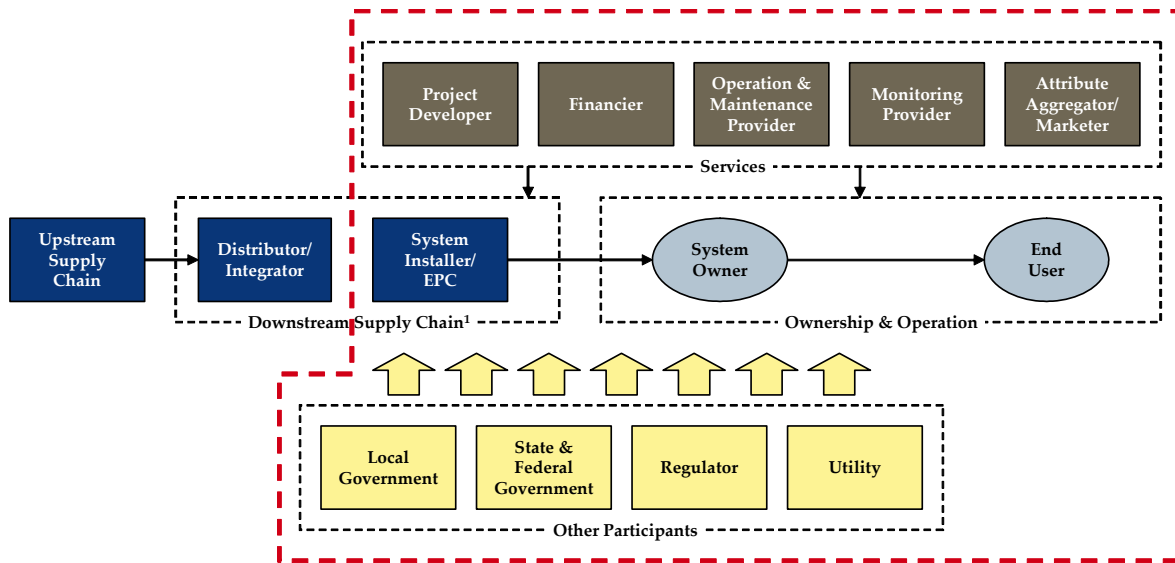 Project
Developer
Financier
Operation &
Maintenance
Provider
Monitoring
Provider
Attribute
Aggregator/
Marketer
Services
Upstream
Supply
Chain
Distributor/
Integrator
System
Installer/
EPC
System
Owner
End
User
Downstream Supply Chain¹
Ownership & Operation
Local
Government
State &
Federal
Government
Regulator
Utility
Other Participants